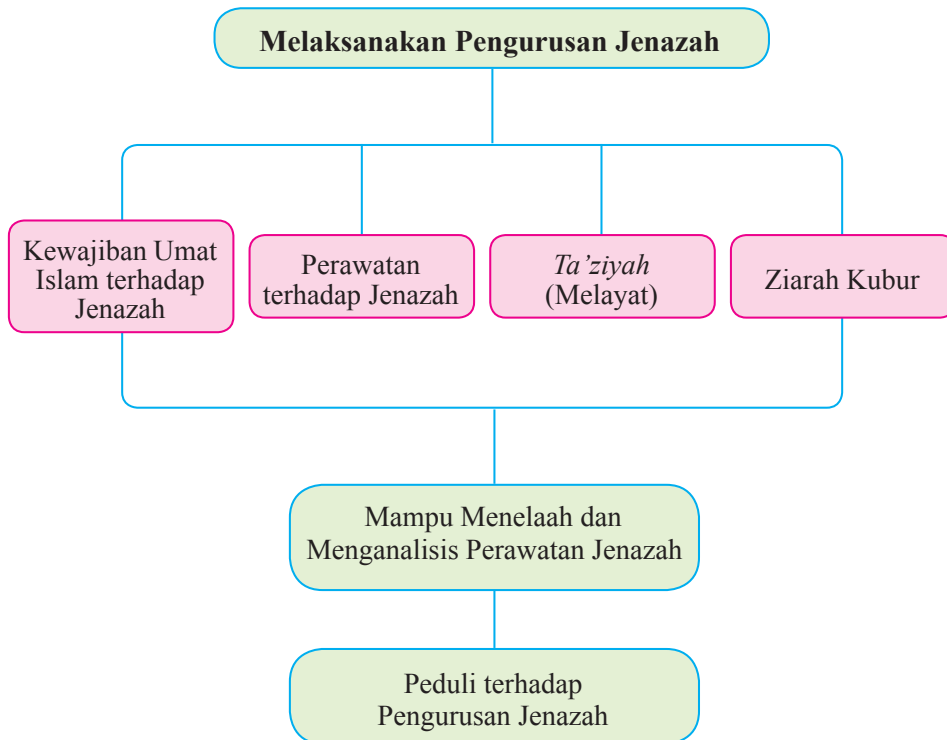 Melaksanakan Pengurusan Jenazah
Kewajiban Umat
Islam terhadap
Jenazah
Perawatan
terhadap Jenazah
Ta’ziyah
(Melayat)
Ziarah Kubur
Mampu Menelaah dan
Menganalisis Perawatan Jenazah
Peduli terhadap
Pengurusan Jenazah